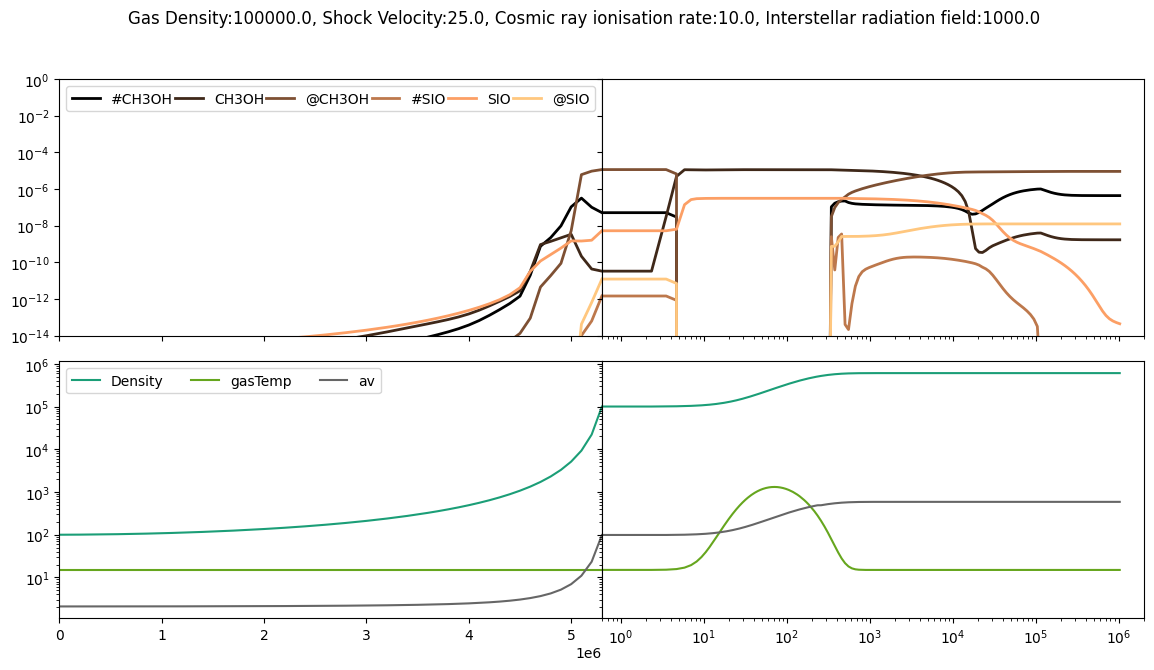 Gas Density:100000.0, Shock Velocity:25.0, Cosmic ray ionisation rate:10.0, Interstellar radiation field:1000.0
10^0
10^-2
10^-4
10^-6
10^-8
10^-10
10^-12
10^-14
#CH3OH CH3OH @CH3OH #SIO SIO @SIO
10^6
10^5
10^4
10^3
10^2
10^1
Density gasTemp av
0 1 2 3 4 5
1e6
10^0 10^1 10^2 10^3 10^4 10^5 10^6